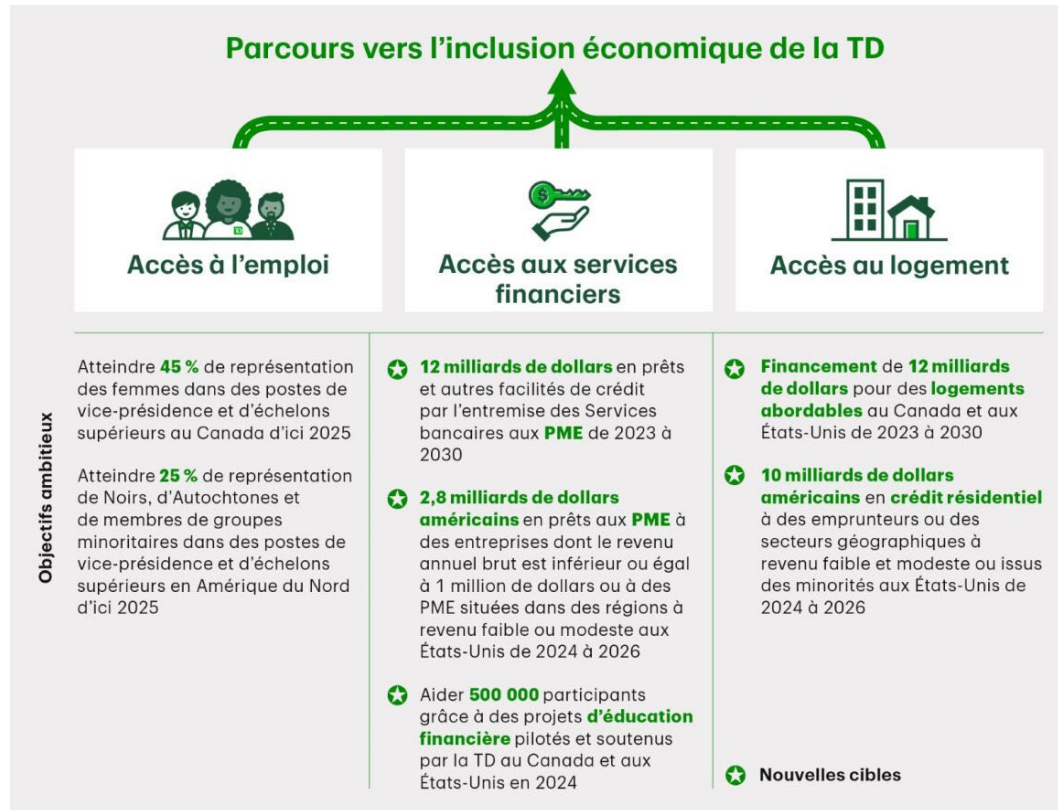 Parcours vers l'inclusion économique de la TD
Accès à l'emploi
TD
Accès aux services
financiers
$
Accès au logement
Objectifs ambitieux
Atteindre 45 % de représentation
des femmes dans des postes de
vice-présidence et d'échelons
supérieurs au Canada d'ici 2025
Atteindre 25 % de représentation
de Noirs, d'Autochtones et
de membres de groupes
minoritaires dans des postes de
vice-présidence et d'échelons
supérieurs en Amérique du Nord
d'ici 2025
12 milliards de dollars en prêts
et autres facilités de crédit
par l'entremise des Services
bancaires aux PME de 2023 à
2030
2,8 milliards de dollars
américains en prêts aux PME à
des entreprises dont le revenu
annuel brut est inférieur ou égal
à 1 million de dollars ou à des
PME situées dans des régions à
revenu faible ou modeste aux
États-Unis de 2024 à 2026
Aider 500 000 participants
grâce à des projets d'éducation
financière pilotés et soutenus
par la TD au Canada et aux
États-Unis en 2024
Financement de 12 milliards
de dollars pour des logements
abordables au Canada et aux
États-Unis de 2023 à 2030
10 milliards de dollars
américains en crédit résidentiel
à des emprunteurs ou des
secteurs géographiques à
revenu faible et modeste ou issus
des minorités aux États-Unis de
2024 à 2026
Nouvelles cibles